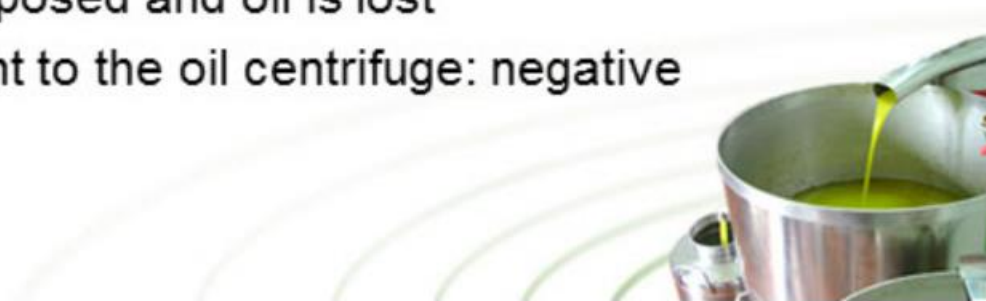 posed and oil is lost
nt to the oil centrifuge: negative